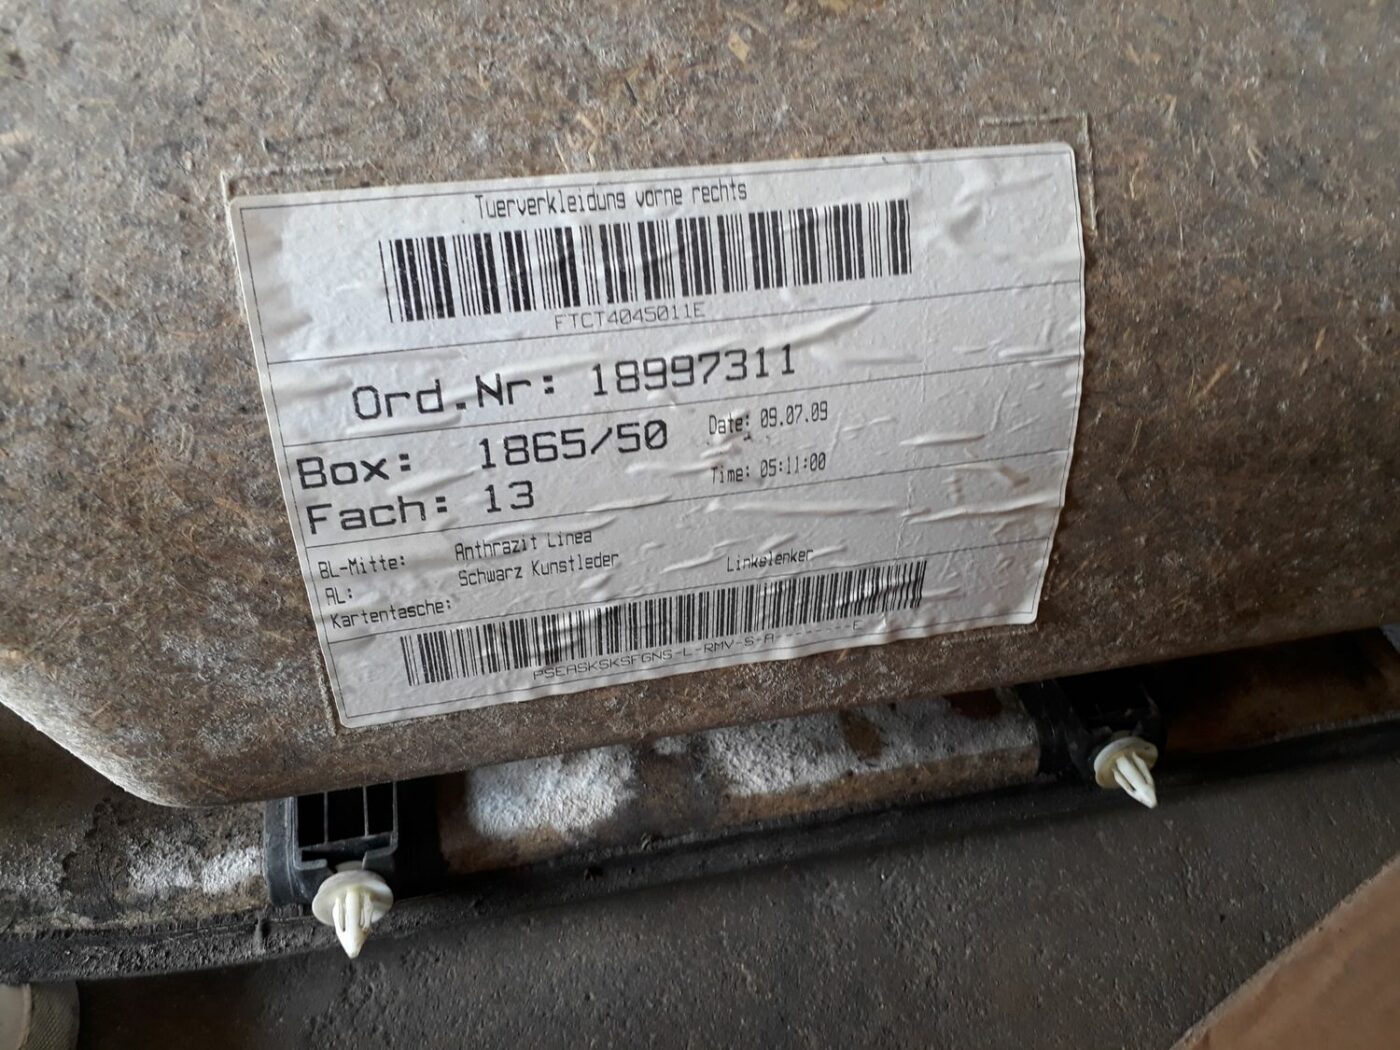 Tuerverkleidung vorne rechts
FTCT4045011E
Ord.Nr: 18997311
Box: 1865/50
Date: 09.07.09
Fach: 13
Time: 05:11:00
BL-Mitte: Anthrazit Linea
AL: Schwarz Kunstleder
Linkslenker
Kartentasche:
PSEASKSKSFGNS-L-RMV-S-A--------E